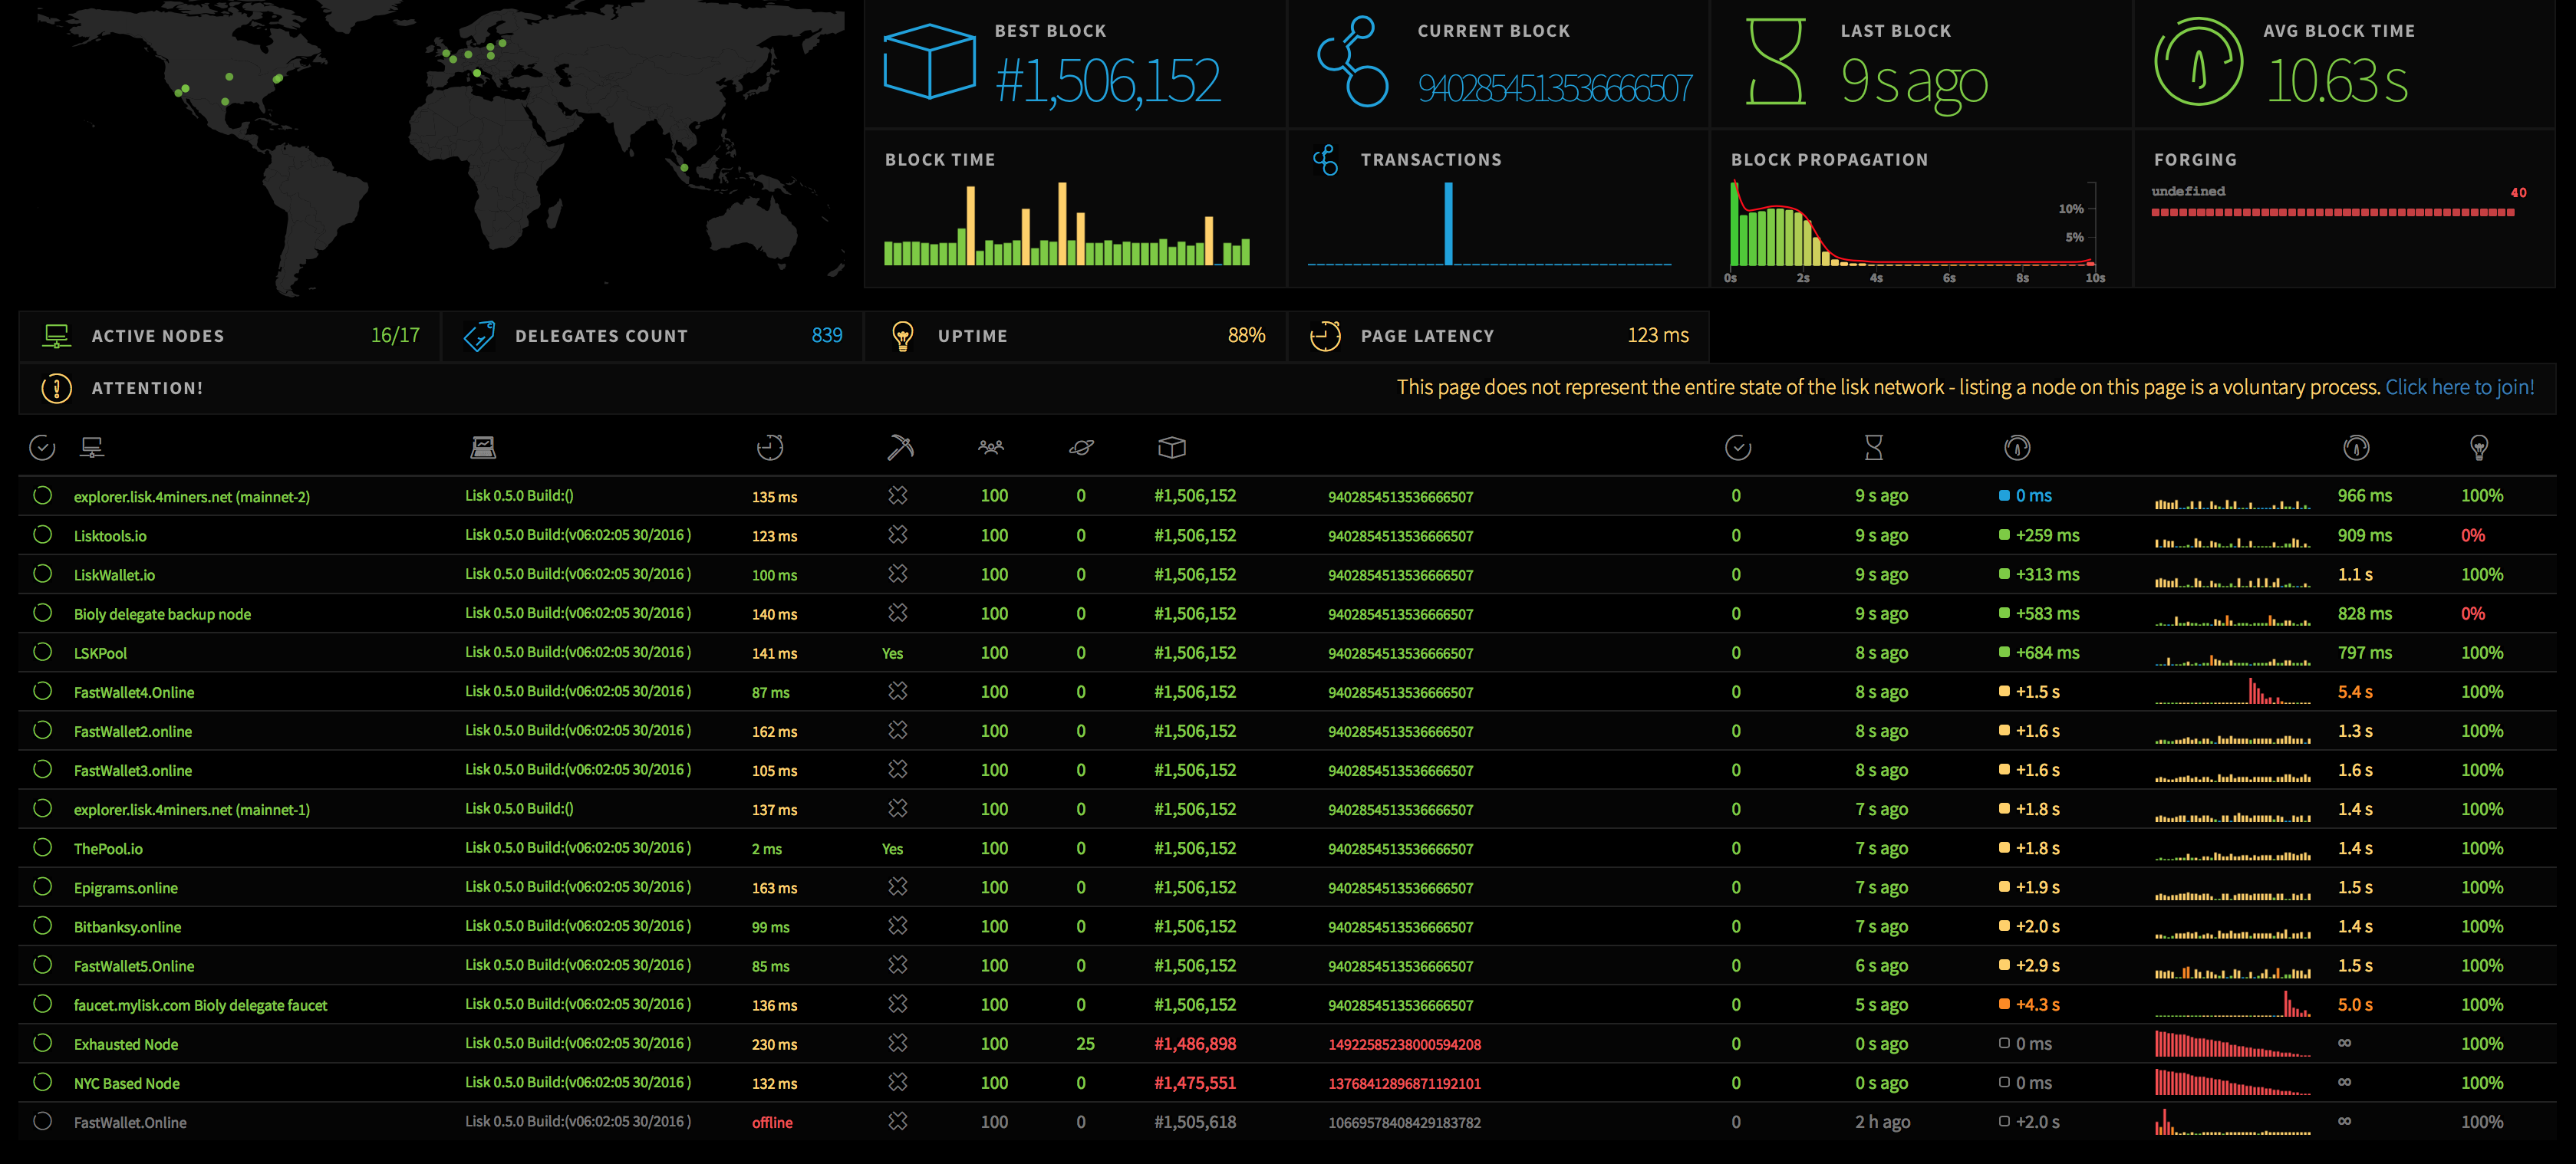 BEST BLOCK
#1,506,152
CURRENT BLOCK
9402854513536666507
LAST BLOCK
9 s ago
AVG BLOCK TIME
10.63 s
BLOCK TIME
TRANSACTIONS
BLOCK PROPAGATION
10%
5%
0s 2s 4s 6s 8s 10s
FORGING
undefined 40
ACTIVE NODES 16/17
DELEGATES COUNT 839
UPTIME 88%
PAGE LATENCY 123 ms
ATTENTION! This page does not represent the entire state of the lisk network - listing a node on this page is a voluntary process. Click here to join!
explorer.lisk.4miners.net (mainnet-2) Lisk 0.5.0 Build:() 135 ms 100 0 #1,506,152 9402854513536666507 0 9 s ago 0 ms 966 ms 100%
Lisktools.io Lisk 0.5.0 Build:(v06:02:05 30/2016 ) 123 ms 100 0 #1,506,152 9402854513536666507 0 9 s ago +259 ms 909 ms 0%
LiskWallet.io Lisk 0.5.0 Build:(v06:02:05 30/2016 ) 100 ms 100 0 #1,506,152 9402854513536666507 0 9 s ago +313 ms 1.1 s 100%
Bioly delegate backup node Lisk 0.5.0 Build:(v06:02:05 30/2016 ) 140 ms 100 0 #1,506,152 9402854513536666507 0 9 s ago +583 ms 828 ms 0%
LSKPool Lisk 0.5.0 Build:(v06:02:05 30/2016 ) 141 ms Yes 100 0 #1,506,152 9402854513536666507 0 8 s ago +684 ms 797 ms 100%
FastWallet4.Online Lisk 0.5.0 Build:(v06:02:05 30/2016 ) 87 ms 100 0 #1,506,152 9402854513536666507 0 8 s ago +1.5 s 5.4 s 100%
FastWallet2.online Lisk 0.5.0 Build:(v06:02:05 30/2016 ) 162 ms 100 0 #1,506,152 9402854513536666507 0 8 s ago +1.6 s 1.3 s 100%
FastWallet3.online Lisk 0.5.0 Build:(v06:02:05 30/2016 ) 105 ms 100 0 #1,506,152 9402854513536666507 0 8 s ago +1.6 s 1.6 s 100%
explorer.lisk.4miners.net (mainnet-1) Lisk 0.5.0 Build:() 137 ms 100 0 #1,506,152 9402854513536666507 0 7 s ago +1.8 s 1.4 s 100%
ThePool.io Lisk 0.5.0 Build:(v06:02:05 30/2016 ) 2 ms Yes 100 0 #1,506,152 9402854513536666507 0 7 s ago +1.8 s 1.4 s 100%
Epigrams.online Lisk 0.5.0 Build:(v06:02:05 30/2016 ) 163 ms 100 0 #1,506,152 9402854513536666507 0 7 s ago +1.9 s 1.5 s 100%
Bitbanksy.online Lisk 0.5.0 Build:(v06:02:05 30/2016 ) 99 ms 100 0 #1,506,152 9402854513536666507 0 7 s ago +2.0 s 1.4 s 100%
FastWallet5.Online Lisk 0.5.0 Build:(v06:02:05 30/2016 ) 85 ms 100 0 #1,506,152 9402854513536666507 0 6 s ago +2.9 s 1.5 s 100%
faucet.mylisk.com Bioly delegate faucet Lisk 0.5.0 Build:(v06:02:05 30/2016 ) 136 ms 100 0 #1,506,152 9402854513536666507 0 5 s ago +4.3 s 5.0 s 100%
Exhausted Node Lisk 0.5.0 Build:(v06:02:05 30/2016 ) 230 ms 100 25 #1,486,898 14922585238000594208 0 0 s ago 0 ms ∞ 100%
NYC Based Node Lisk 0.5.0 Build:(v06:02:05 30/2016 ) 132 ms 100 0 #1,475,551 13768412896871192101 0 0 s ago 0 ms ∞ 100%
FastWallet.Online Lisk 0.5.0 Build:(v06:02:05 30/2016 ) offline 100 0 #1,505,618 10669578408429183782 0 2 h ago +2.0 s ∞ 100%